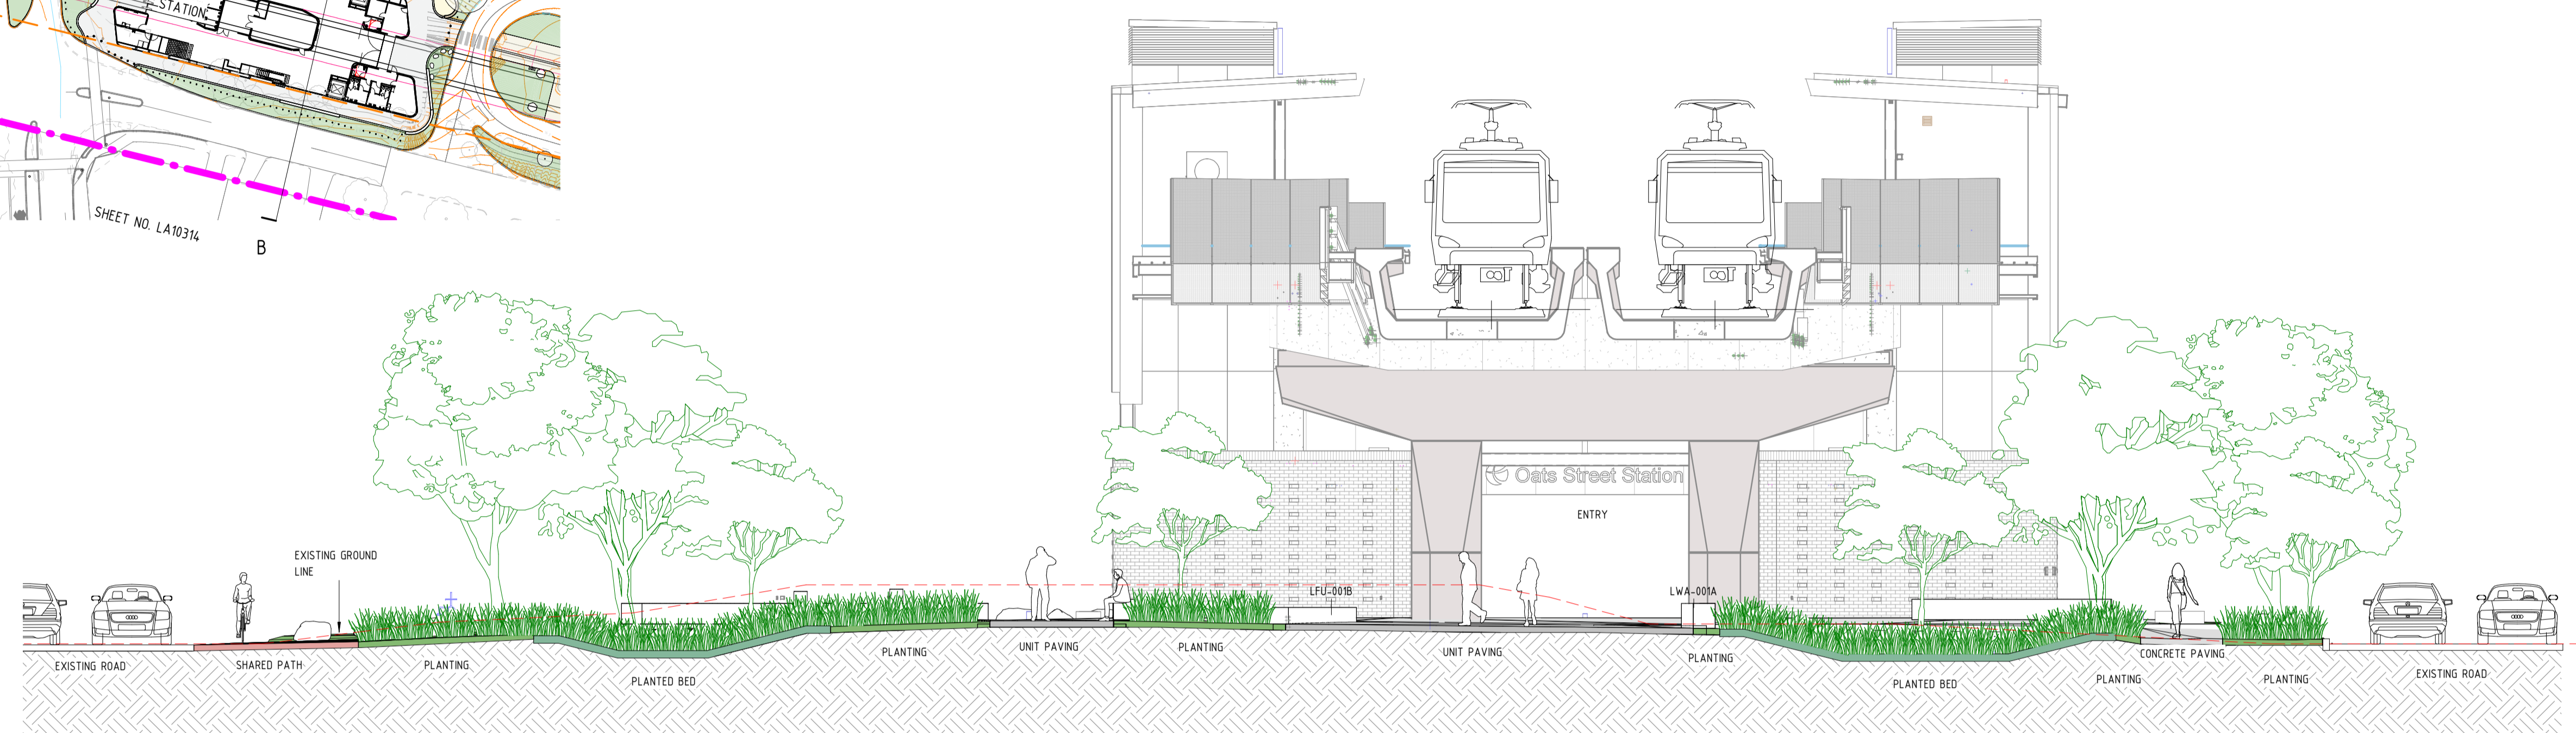 STATION
SHEET NO. LA10314
B
Oats Street Station
ENTRY
EXISTING GROUND
LINE
LFU-001B
LWA-001A
EXISTING ROAD
SHARED PATH
PLANTING
PLANTED BED
PLANTING
UNIT PAVING
PLANTING
UNIT PAVING
PLANTING
PLANTED BED
PLANTING
CONCRETE PAVING
PLANTING
EXISTING ROAD